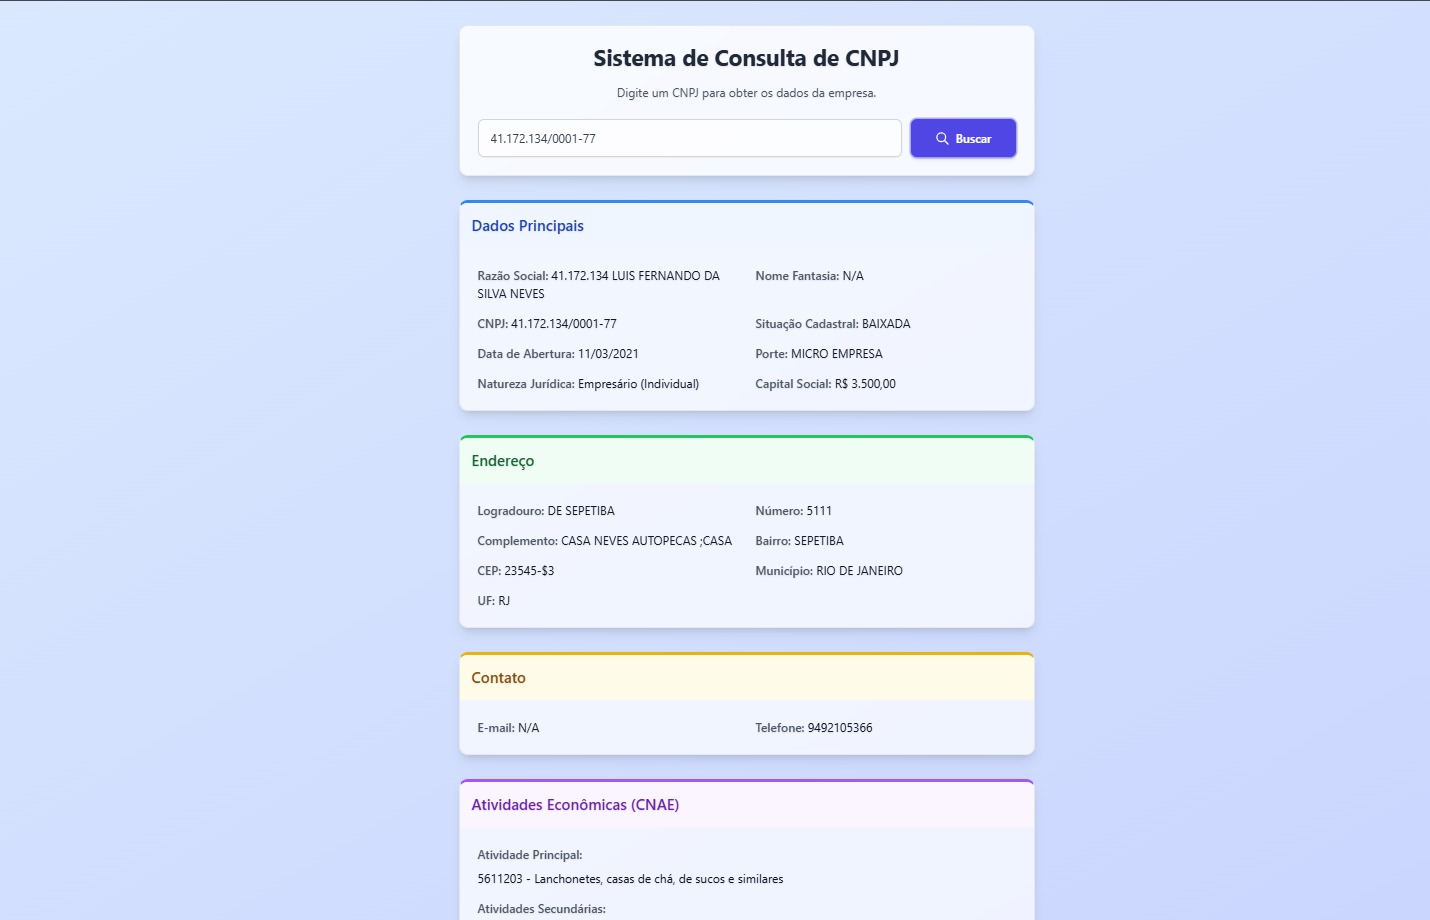 Sistema de Consulta de CNPJ
Digite um CNPJ para obter os dados da empresa.
41.172.134/0001-77
Buscar
Dados Principais
Razão Social: 41.172.134 LUIS FERNANDO DA
SILVA NEVES
Nome Fantasia: N/A
CNPJ: 41.172.134/0001-77
Situação Cadastral: BAIXADA
Data de Abertura: 11/03/2021
Porte: MICRO EMPRESA
Natureza Jurídica: Empresário (Individual)
Capital Social: R$ 3.500,00
Endereço
Logradouro: DE SEPETIBA
Número: 5111
Complemento: CASA NEVES AUTOPECAS ;CASA
Bairro: SEPETIBA
CEP: 23545-$3
Município: RIO DE JANEIRO
UF: RJ
Contato
E-mail: N/A
Telefone: 9492105366
Atividades Econômicas (CNAE)
Atividade Principal:
5611203 - Lanchonetes, casas de chá, de sucos e similares
Atividades Secundárias: